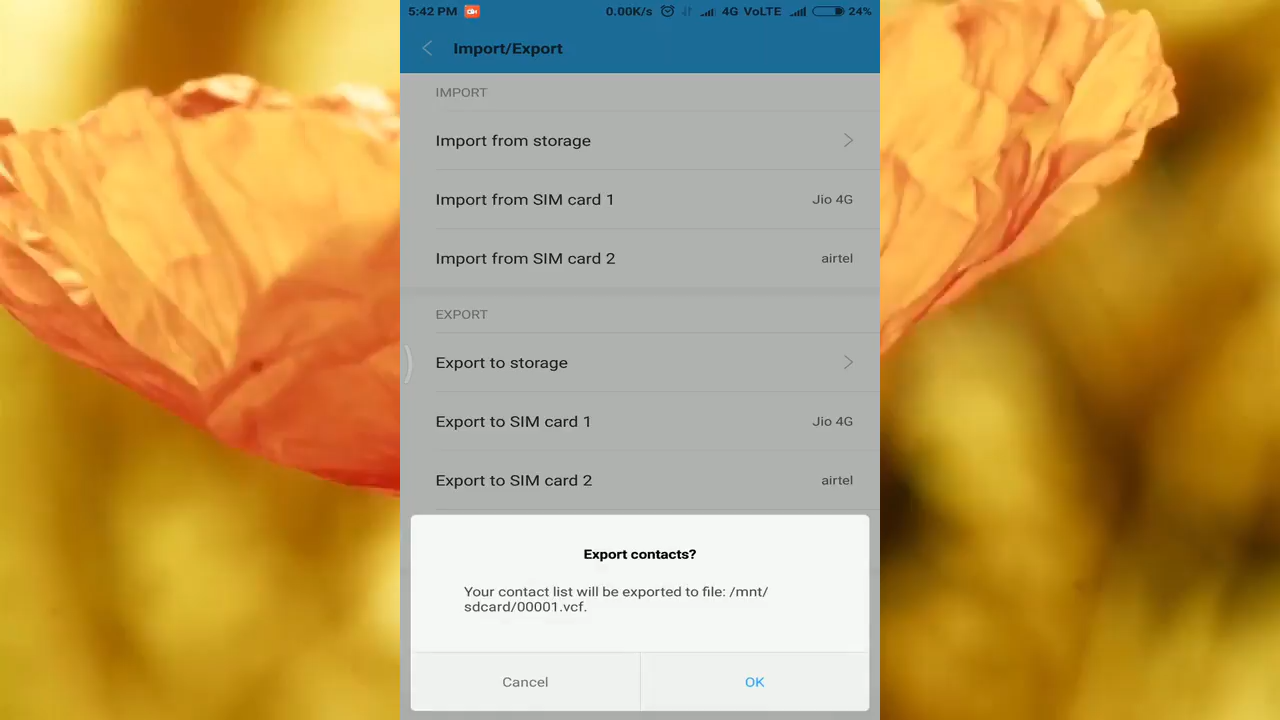 5:42 PM 0.00K/s 4G VoLTE 24%
Import/Export
IMPORT
Import from storage
Import from SIM card 1 Jio 4G
Import from SIM card 2 airtel
EXPORT
Export to storage
Export to SIM card 1 Jio 4G
Export to SIM card 2 airtel
Export contacts?
Your contact list will be exported to file: /mnt/
sdcard/00001.vcf.
Cancel OK